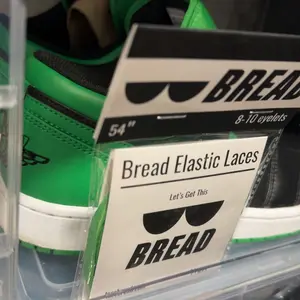 BREAD
54"
8-10 eyelets
Bread Elastic Laces
Let's Get This
BREAD